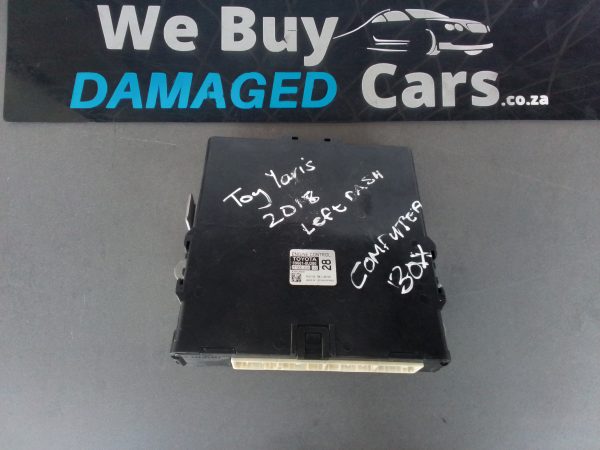 We Buy
DAMAGED Cars.co.za
Toy Yaris
2018
Left DASH
COMPUTER
BOX
TOYOTA
28